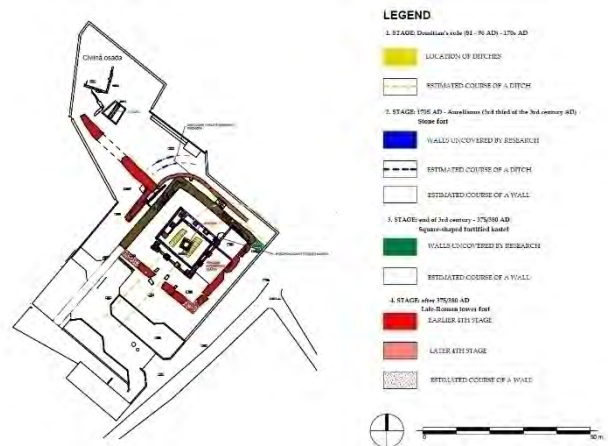 Civilná osada
LEGEND
1. STAGE: Domitian's rule (81 - 96 AD) - 170s AD
LOCATION OF DITCHES
ESTIMATED COURSE OF A DITCH
2. STAGE: 170S AD - Aurelianus (3rd third of the 3rd century AD)
Stone fort
WALLS UNCOVERED BY RESEARCH
ESTIMATED COURSE OF A DITCH
ESTIMATED COURSE OF A WALL
3. STAGE: end of 3rd century - 375/380 AD
Square-shaped fortified kastel
WALLS UNCOVERED BY RESEARCH
ESTIMATED COURSE OF A WALL
4. STAGE: after 375/380 AD
Late-Roman tower fort
EARLIER 4TH STAGE
LATER 4TH STAGE
ESTIMATED COURSE OF A WALL
0
50 m